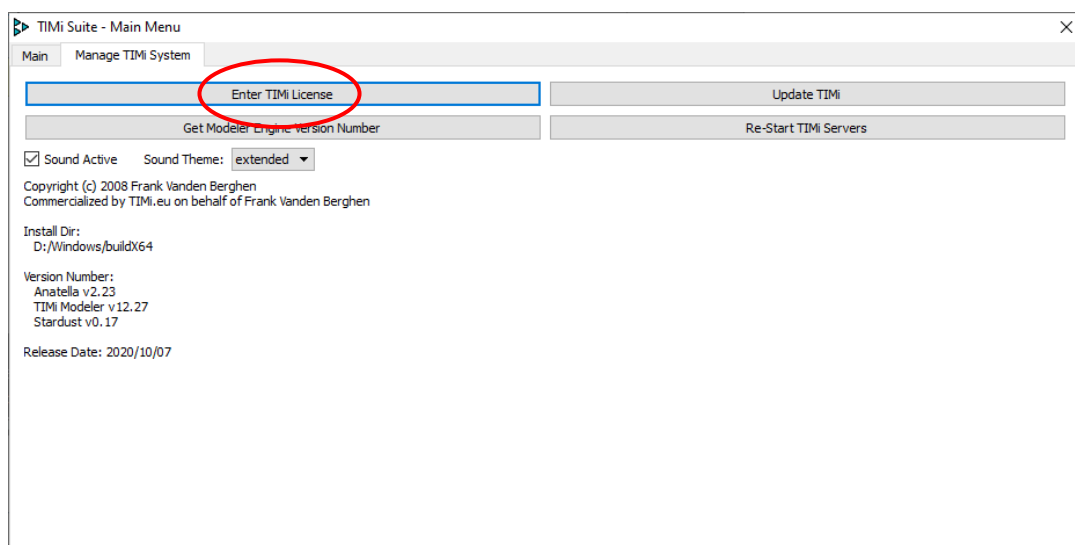 TIMi Suite - Main Menu
Main Manage TIMi System
Enter TIMi License Update TIMi
Get Modeler Engine Version Number Re-Start TIMi Servers
Sound Active Sound Theme: extended
Copyright (c) 2008 Frank Vanden Berghen
Commercialized by TIMi.eu on behalf of Frank Vanden Berghen
Install Dir:
D:/Windows/buildX64
Version Number:
Anatella v2.23
TIMi Modeler v12.27
Stardust v0.17
Release Date: 2020/10/07